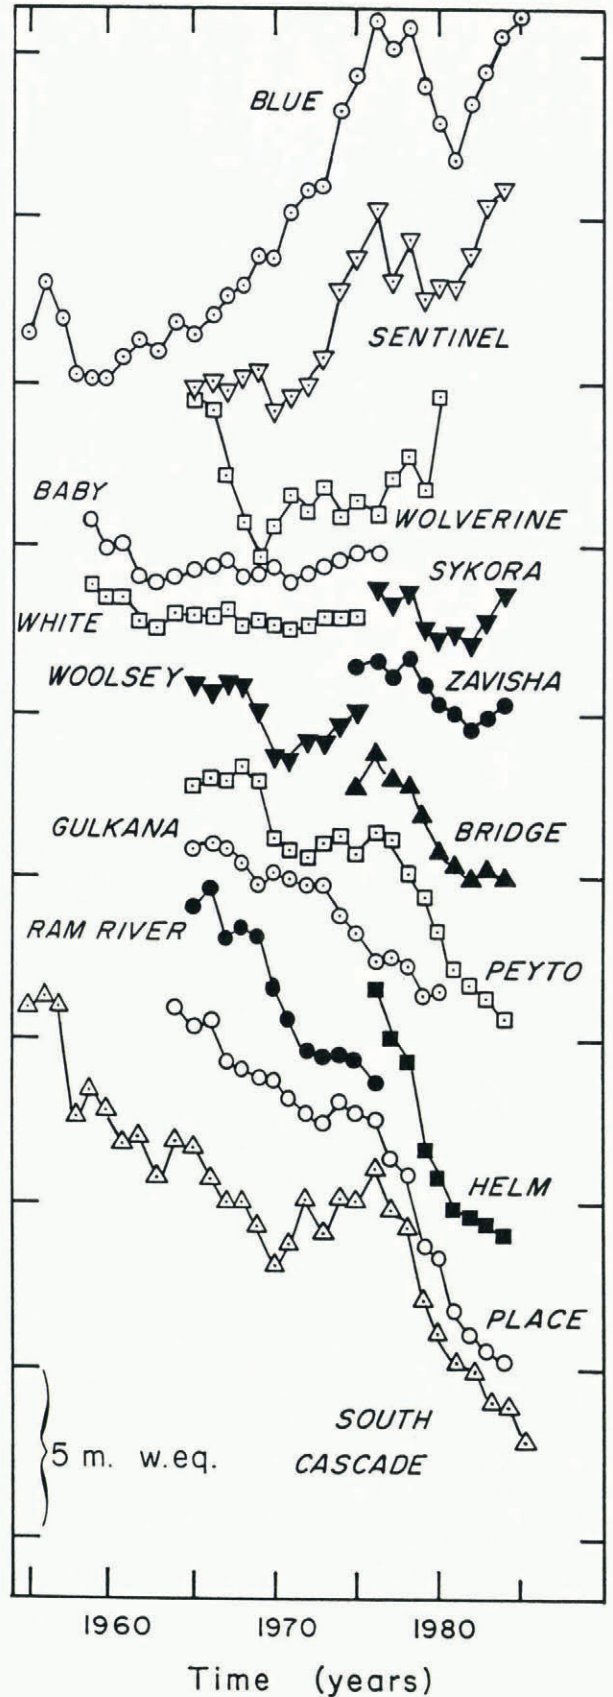 BLUE
SENTINEL
BABY
WOLVERINE
SYKORA
WHITE
WOOLSEY
ZAVISHA
GULKANA
BRIDGE
RAM RIVER
PEYTO
HELM
PLACE
SOUTH
CASCADE
5 m. w.eq.
1960 1970 1980
Time (years)